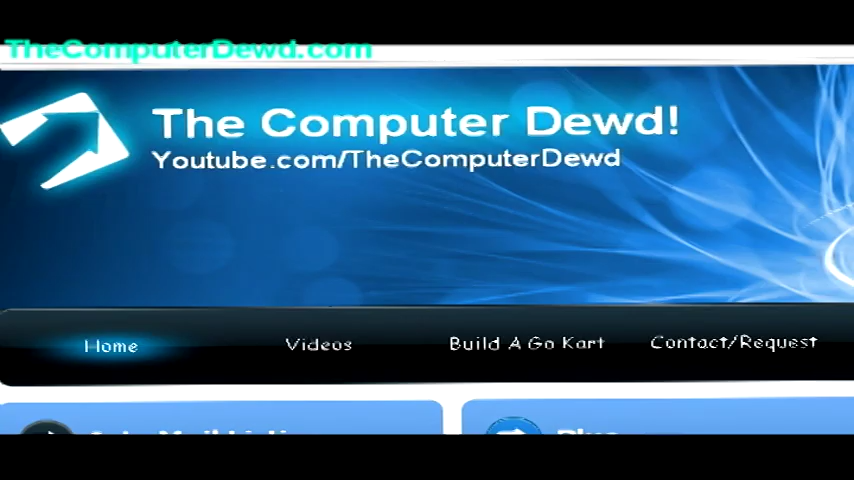 TheComputerDewd.com
The Computer Dewd!
Youtube.com/TheComputerDewd
Home Videos Build A Go Kart Contact/Request